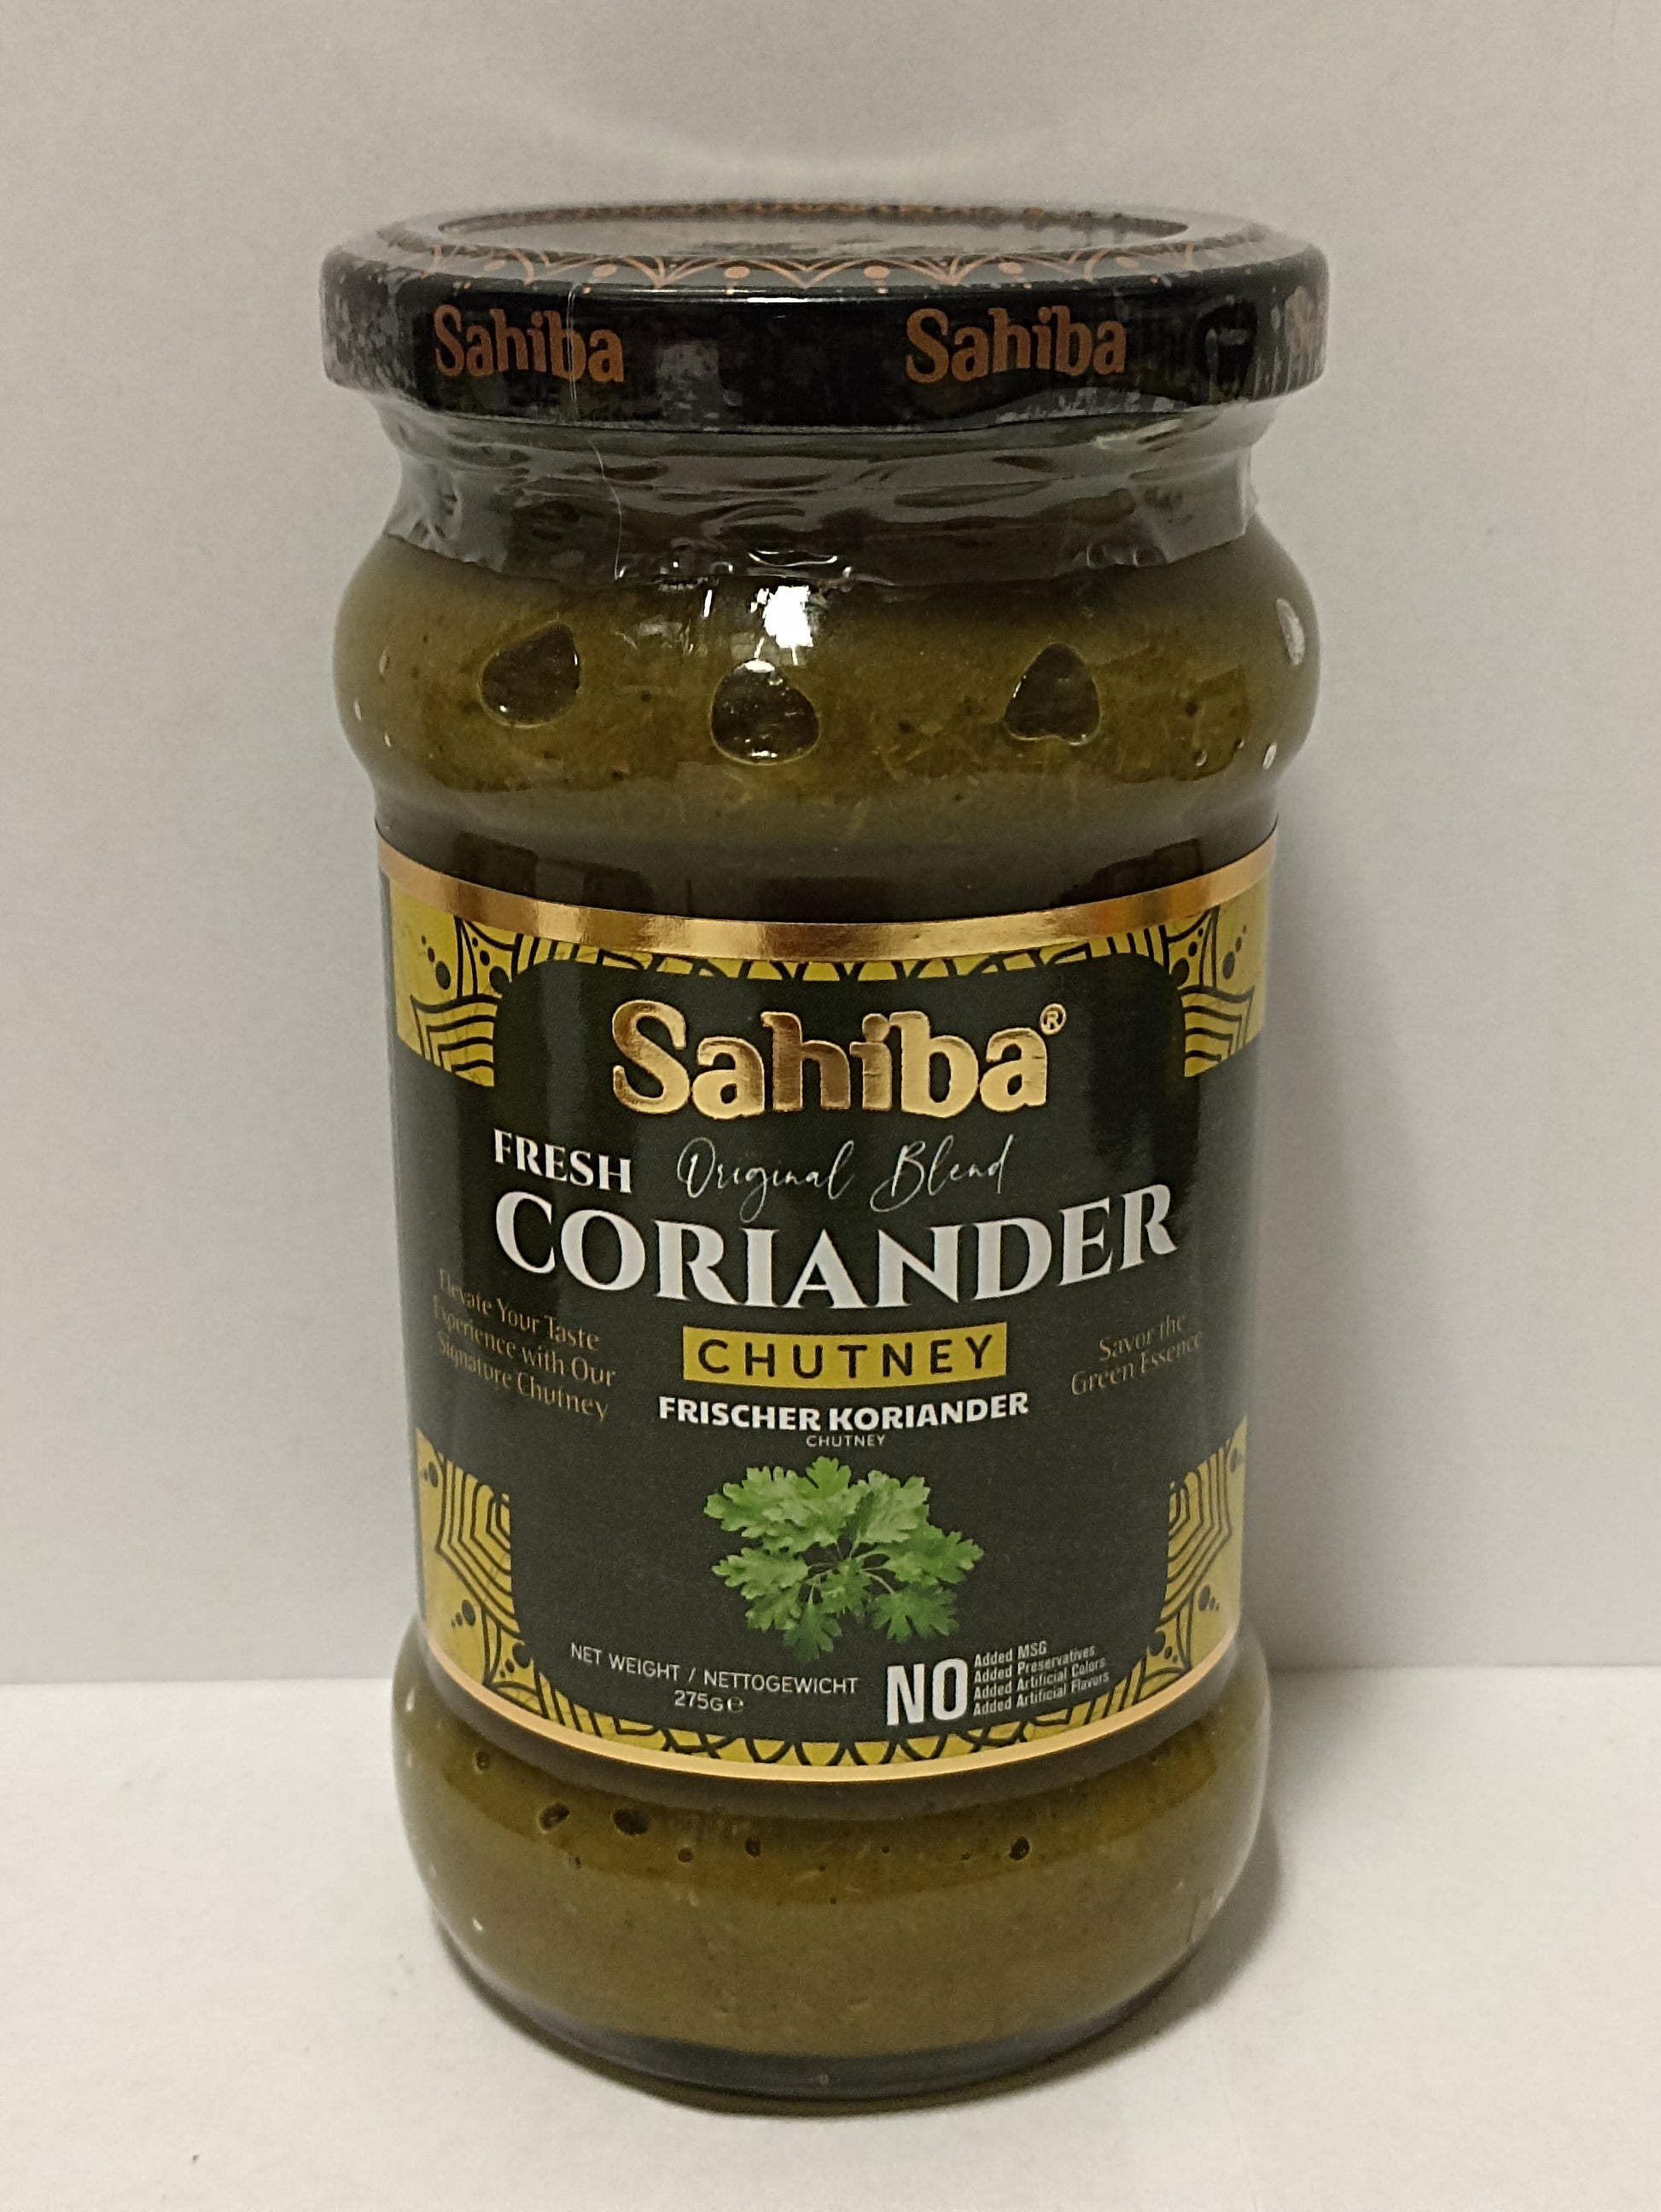 Sahiba Sahiba
Sahiba®
FRESH Original Blend
CORIANDER
CHUTNEY
FRISCHER KORIANDER
CHUTNEY
Elevate Your Taste
Experience with Our
Signature Chutney
Savor the
Green Essence
NET WEIGHT / NETTOGEWICHT
275G℮
NO
Added MSG
Added Preservatives
Added Artificial Colors
Added Artificial Flavors